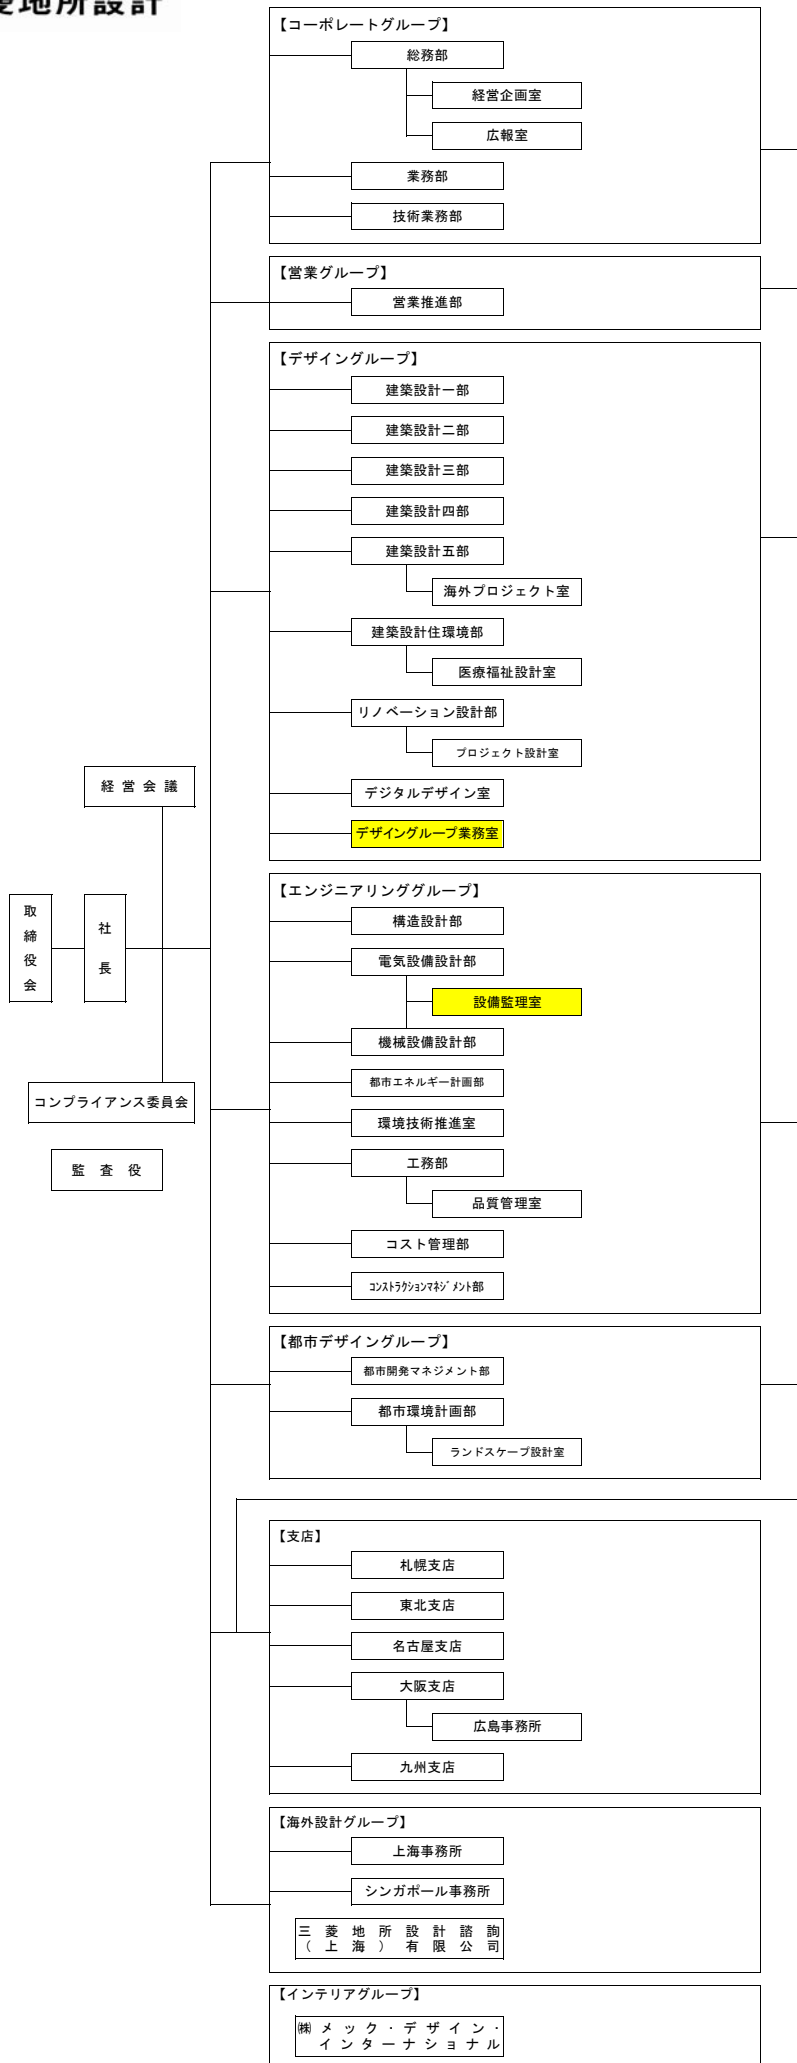 菱地所設計
【コーポレートグループ】
総務部
経営企画室
広報室
業務部
技術業務部
【営業グループ】
営業推進部
【デザイングループ】
建築設計一部
建築設計二部
建築設計三部
建築設計四部
建築設計五部
海外プロジェクト室
建築設計住環境部
医療福祉設計室
リノベーション設計部
プロジェクト設計室
デジタルデザイン室
デザイングループ業務室
経営会議
取締役会
社長
コンプライアンス委員会
監査役
【エンジニアリンググループ】
構造設計部
電気設備設計部
設備監理室
機械設備設計部
都市エネルギー計画部
環境技術推進室
工務部
品質管理室
コスト管理部
ｺﾝｽﾄﾗｸｼｮﾝﾏﾈｼﾞﾒﾝﾄ部
【都市デザイングループ】
都市開発マネジメント部
都市環境計画部
ランドスケープ設計室
【支店】
札幌支店
東北支店
名古屋支店
大阪支店
広島事務所
九州支店
【海外設計グループ】
上海事務所
シンガポール事務所
三菱地所設計諮詢
（上海）有限公司
【インテリアグループ】
㈱メック・デザイン・
インターナショナル